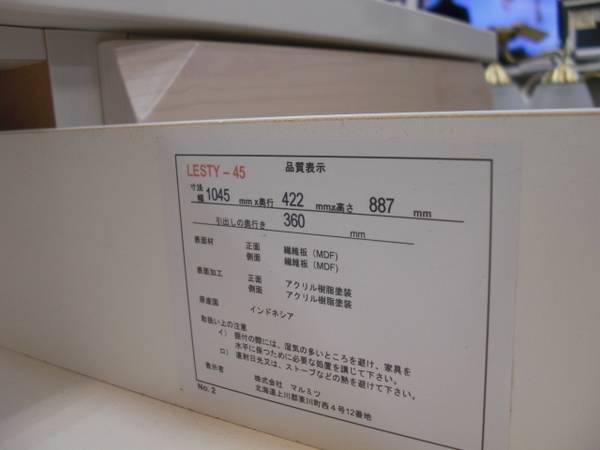 LESTY－45 品質表示
寸法 幅 1045 mm x奥行 422 mmx高さ 887 mm
引出しの奥行き 360 mm
表面材 正面 繊維板（MDF）
側面 繊維板（MDF）
表面加工 正面 アクリル樹脂塗装
側面 アクリル樹脂塗装
原産国 インドネシア
取扱い上の注意
イ） 据付の際には、湿気の多いところを避け、家具を
水平に保つために必要な処置を講じて下さい。
ロ） 直射日光又は、ストーブなどの熱を避けて下さい。
表示者 株式会社 マルミツ
北海道上川郡東川町西４号12番地
No.2